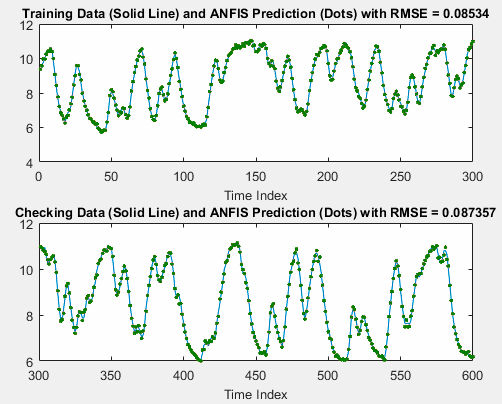 Training Data (Solid Line) and ANFIS Prediction (Dots) with RMSE = 0.08534
12
10
8
6
4
0 50 100 150 200 250 300
Time Index
Checking Data (Solid Line) and ANFIS Prediction (Dots) with RMSE = 0.087357
12
10
8
6
300 350 400 450 500 550 600
Time Index